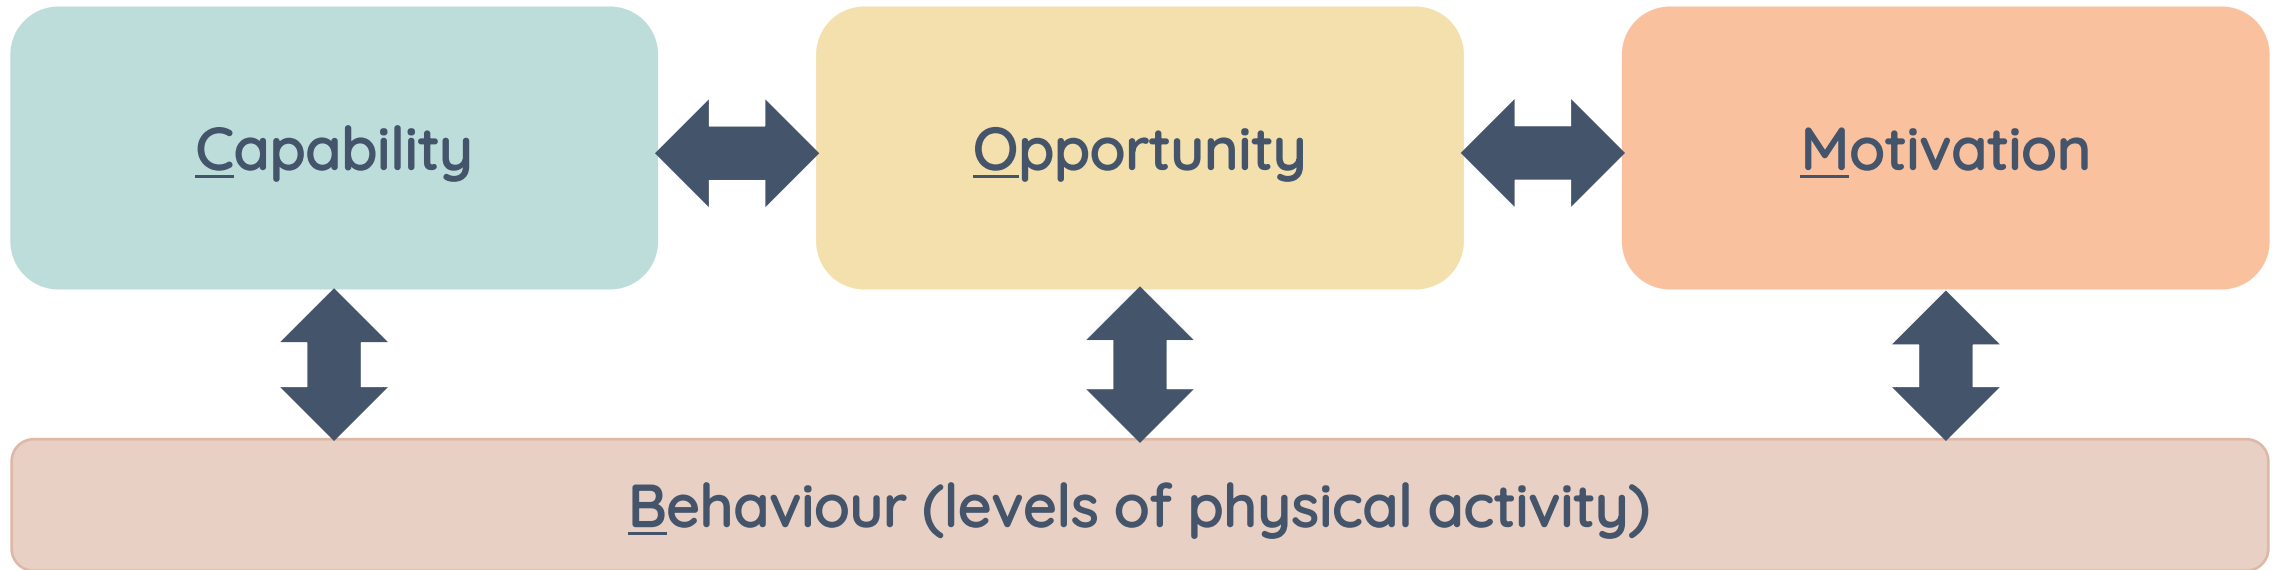 Capability
Opportunity
Motivation
Behaviour (levels of physical activity)